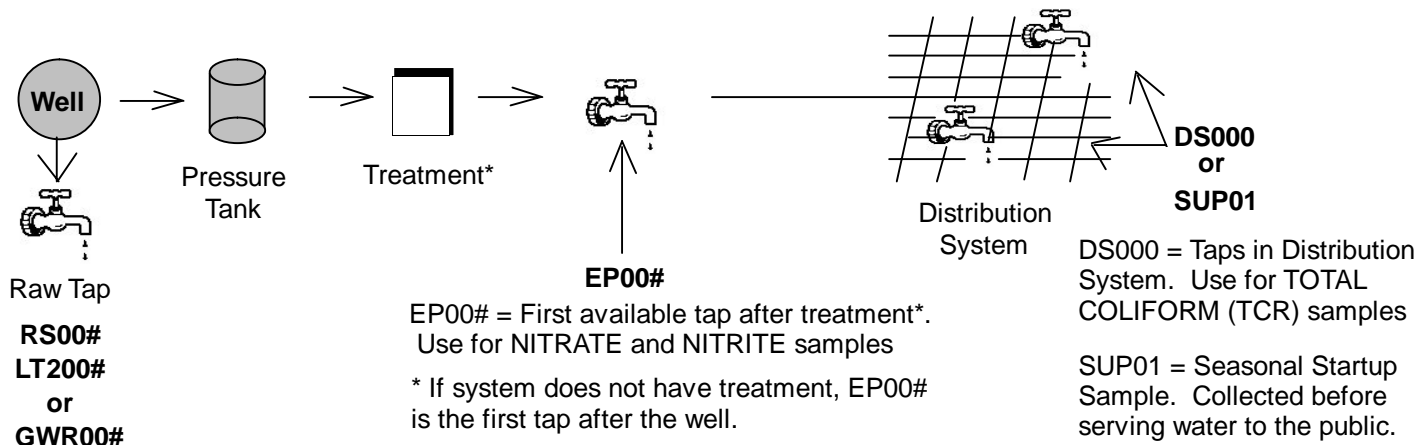 Well
Pressure
Tank
Treatment*
Raw Tap
RS00#
LT200#
or
GWR00#
EP00#
EP00# = First available tap after treatment*.
Use for NITRATE and NITRITE samples
* If system does not have treatment, EP00#
is the first tap after the well.
Distribution
System
DS000
or
SUP01
DS000 = Taps in Distribution
System. Use for TOTAL
COLIFORM (TCR) samples
SUP01 = Seasonal Startup
Sample. Collected before
serving water to the public.